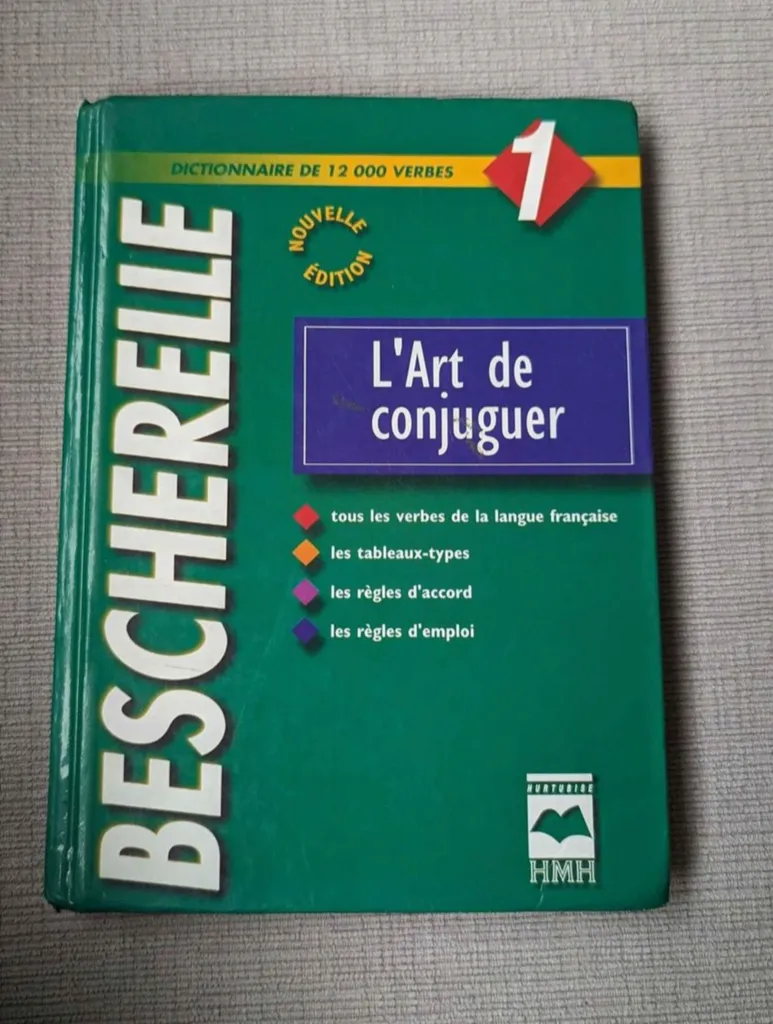 DICTIONNAIRE DE 12 000 VERBES
1
BESCHERELLE
NOUVELLE
ÉDITION
L'Art de
conjuguer
tous les verbes de la langue française
les tableaux-types
les règles d'accord
les règles d'emploi
HURTUBISE
HMH